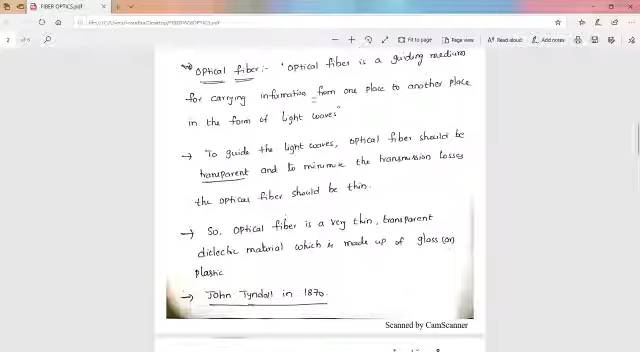 FIBER OPTICS.pdf
2 of 6
Fit to page
Page view
Read aloud
Add notes
Optical fiber:- "Optical fiber is a guiding medium
for carrying information from one place to another place
in the form of light waves"
→ To guide the light waves, optical fiber should be
transparent and to minimize the transmission losses
the optical fiber should be thin.
→ So, optical fiber is a very thin, transparent
dielectric material which is made up of glass (or)
plastic
→ John Tyndall in 1870.
Scanned by CamScanner